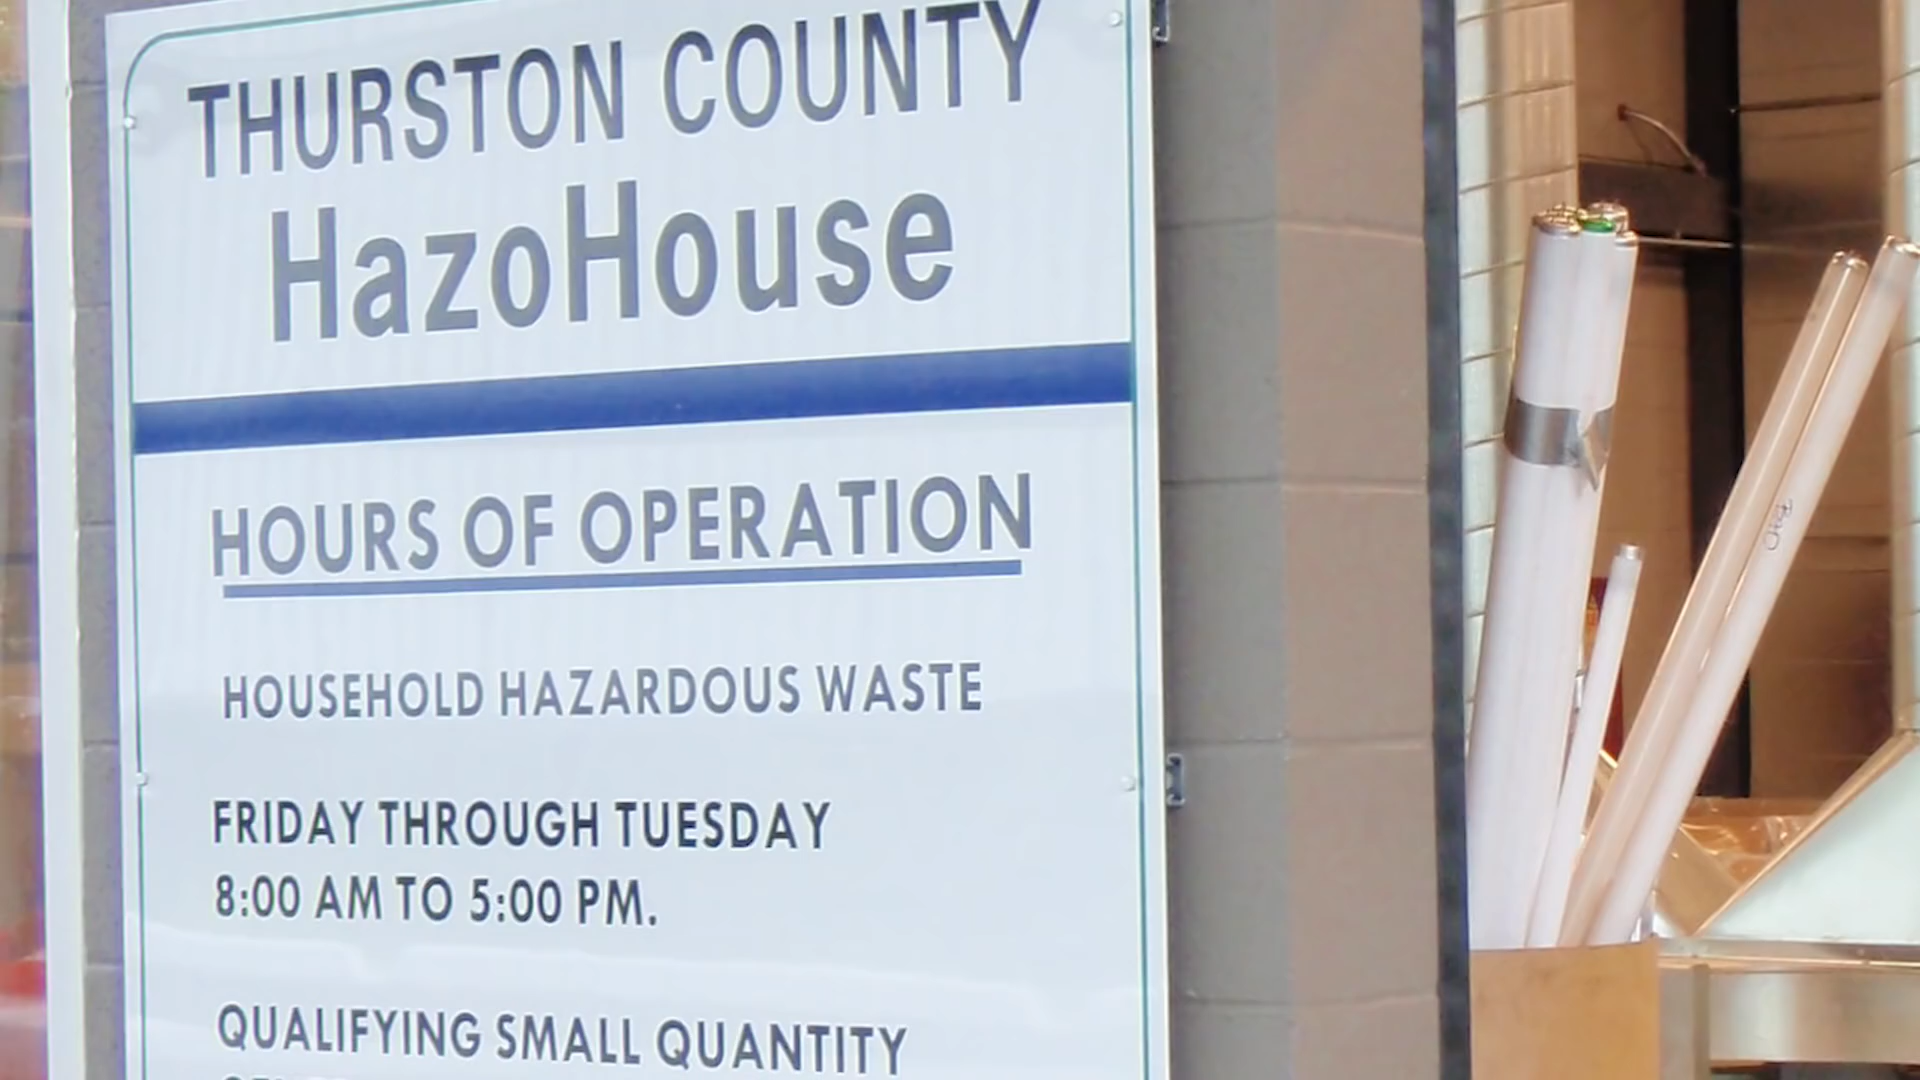 THURSTON COUNTY
HazoHouse
HOURS OF OPERATION
HOUSEHOLD HAZARDOUS WASTE
FRIDAY THROUGH TUESDAY
8:00 AM TO 5:00 PM.
QUALIFYING SMALL QUANTITY